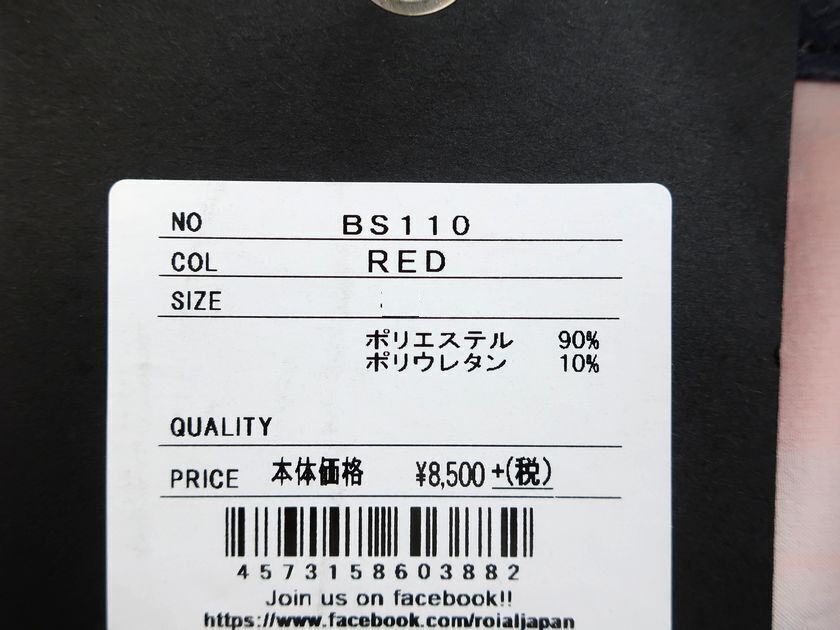 NO BS110
COL RED
SIZE
ポリエステル 90%
ポリウレタン 10%
QUALITY
PRICE 本体価格 ¥8,500+(税)
4573158603882
Join us on facebook!!
https://www.facebook.com/roialjapan